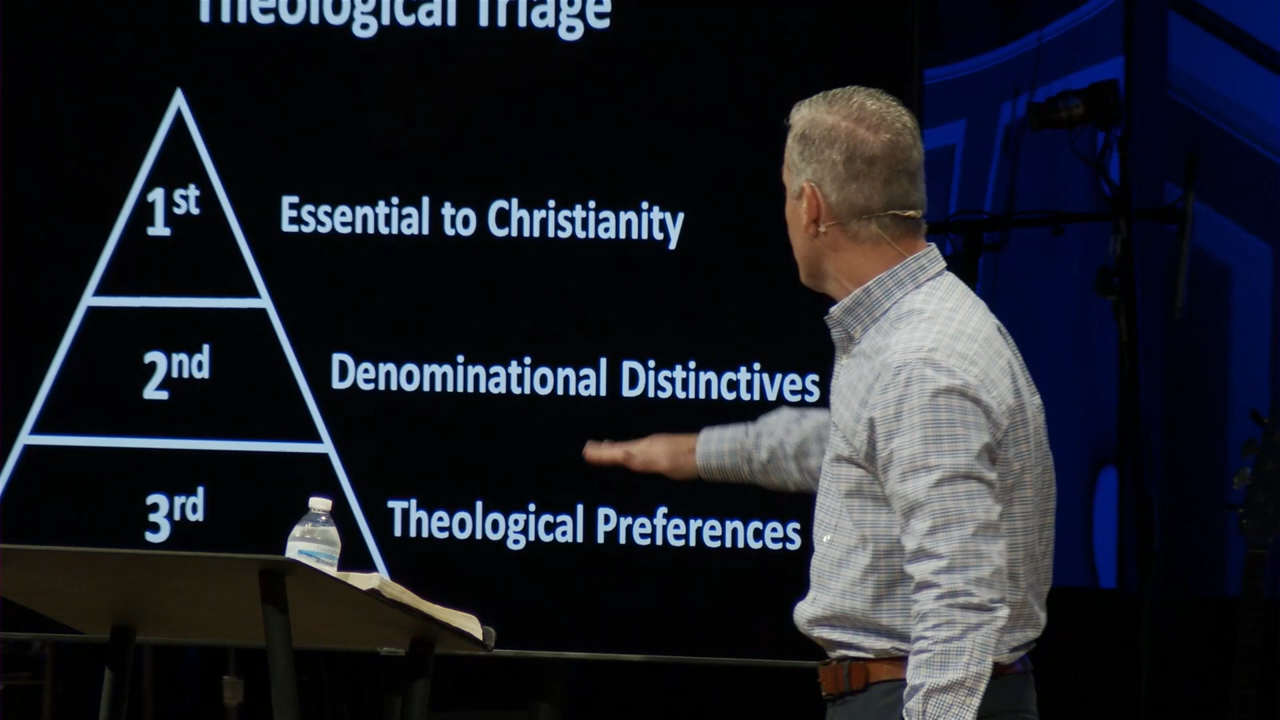 Theological Triage
1st
Essential to Christianity
2nd
Denominational Distinctives
3rd
Theological Preferences